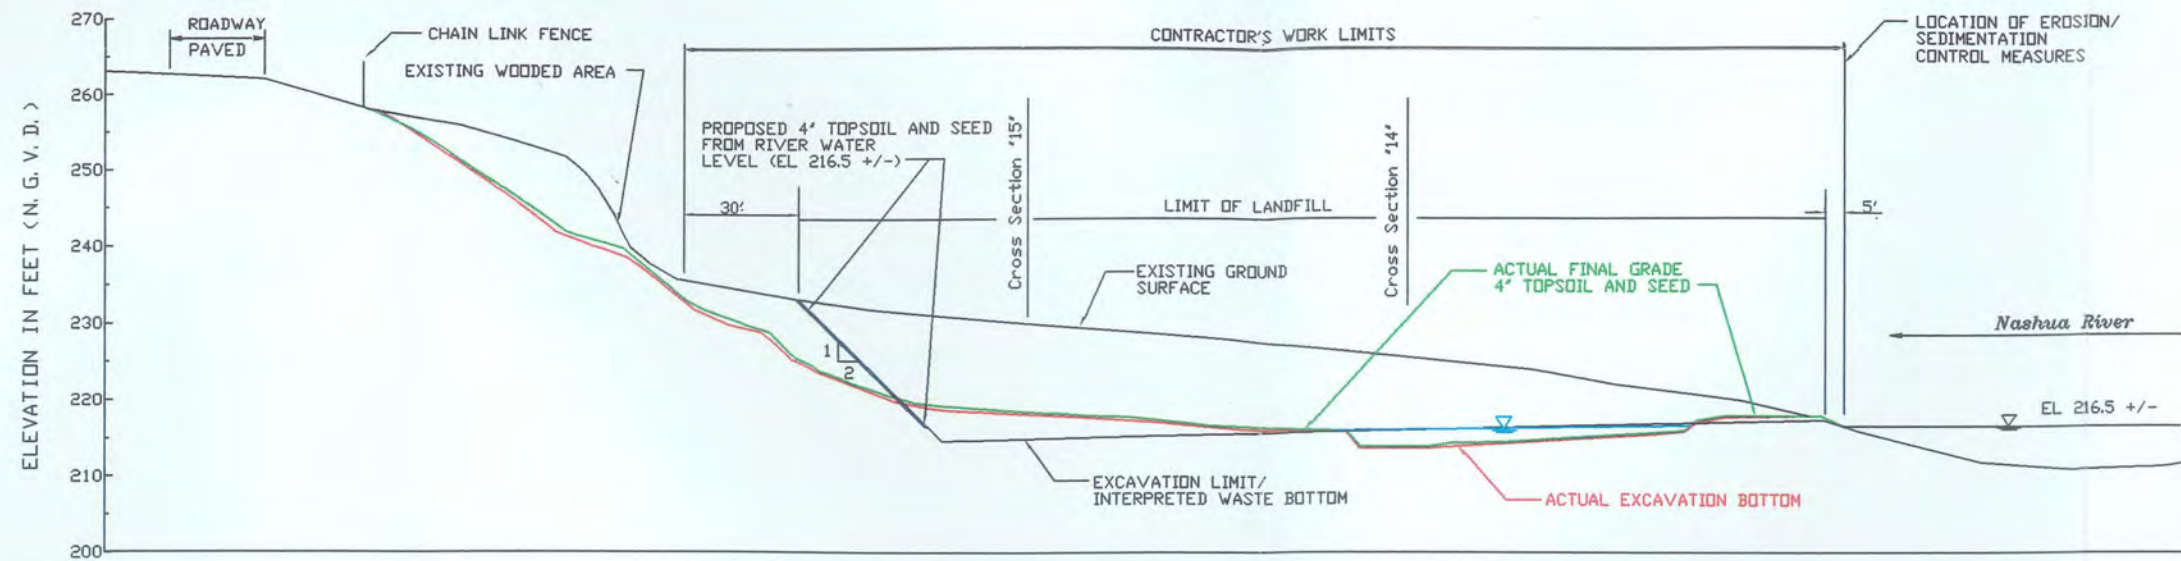 270
260
250
240
230
220
210
200
ELEVATION IN FEET (N. G. V. D.)
ROADWAY
PAVED
CHAIN LINK FENCE
EXISTING WOODED AREA
CONTRACTOR'S WORK LIMITS
LOCATION OF EROSION/
SEDIMENTATION
CONTROL MEASURES
PROPOSED 4" TOPSOIL AND SEED
FROM RIVER WATER
LEVEL (EL 216.5 +/-)
30'
Cross Section "15"
LIMIT OF LANDFILL
Cross Section "14"
5'
EXISTING GROUND
SURFACE
ACTUAL FINAL GRADE
4" TOPSOIL AND SEED
Nashua River
1
2
EL 216.5 +/-
EXCAVATION LIMIT/
INTERPRETED WASTE BOTTOM
ACTUAL EXCAVATION BOTTOM